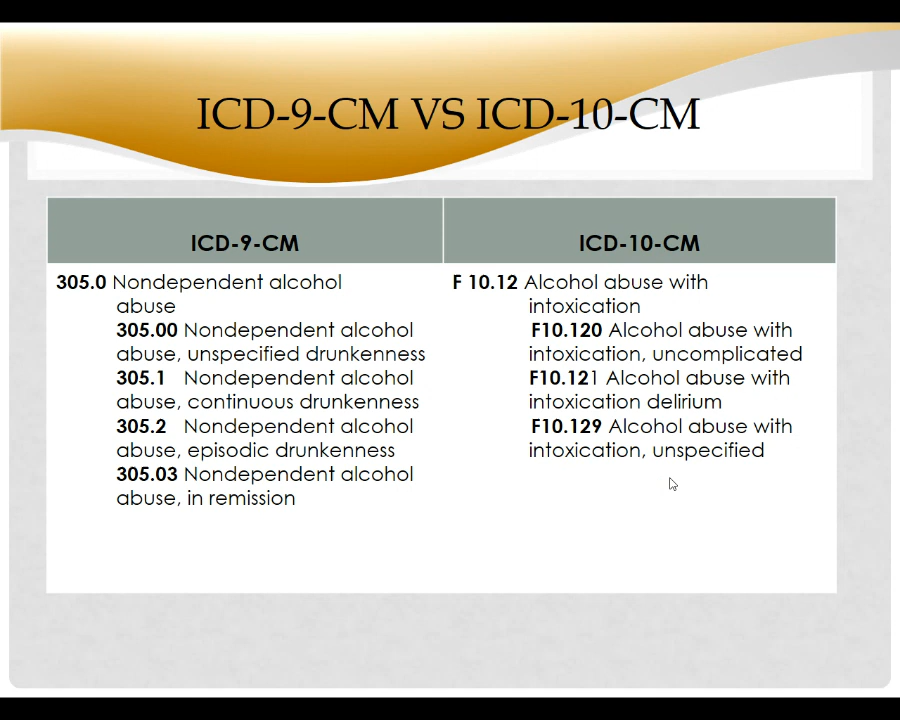 ICD-9-CM VS ICD-10-CM
ICD-9-CM
305.0 Nondependent alcohol
abuse
305.00 Nondependent alcohol
abuse, unspecified drunkenness
305.1 Nondependent alcohol
abuse, continuous drunkenness
305.2 Nondependent alcohol
abuse, episodic drunkenness
305.03 Nondependent alcohol
abuse, in remission
ICD-10-CM
F 10.12 Alcohol abuse with
intoxication
F10.120 Alcohol abuse with
intoxication, uncomplicated
F10.121 Alcohol abuse with
intoxication delirium
F10.129 Alcohol abuse with
intoxication, unspecified